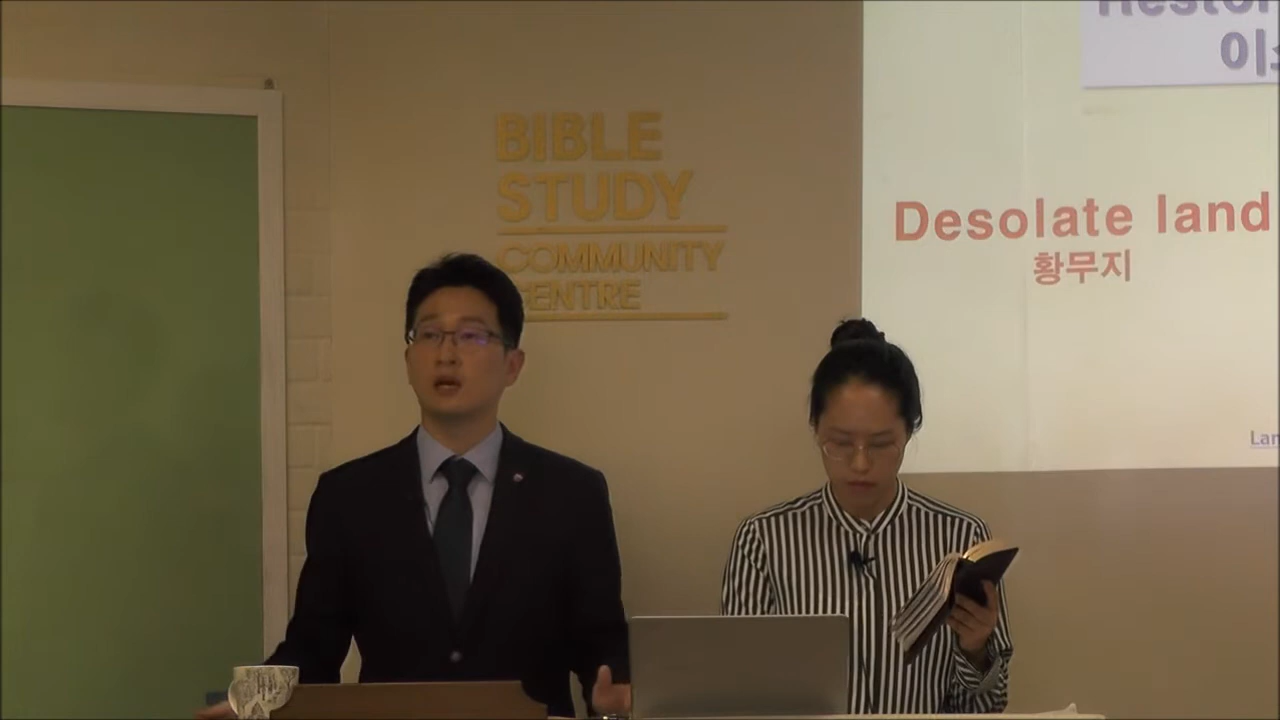 BIBLE
STUDY
COMMUNITY
CENTRE
Desolate land
황무지